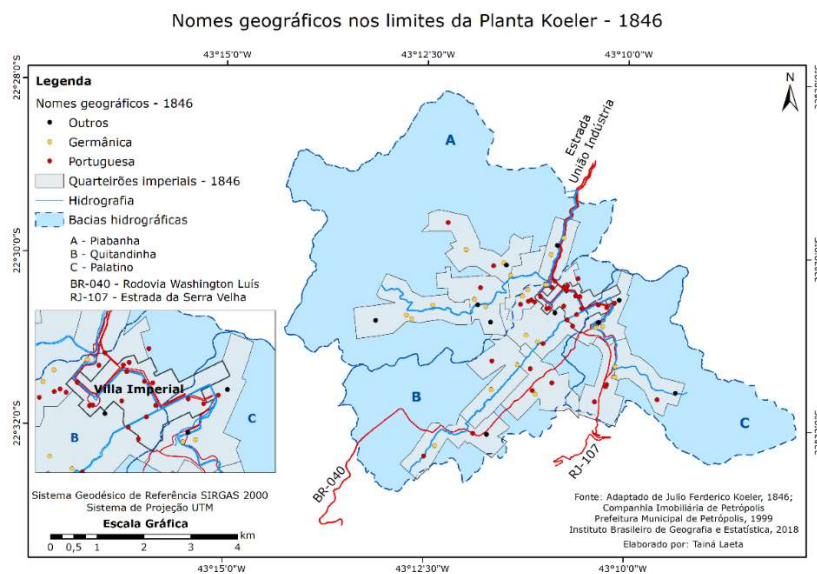 Nomes geográficos nos limites da Planta Koeler - 1846
43°15'0"W
43°12'30"W
43°10'0"W
22°28'0"S
Legenda
Nomes geográficos - 1846
Outros
Germânica
Portuguesa
Quarteirões imperiais - 1846
Hidrografia
Bacias hidrográficas
A - Piabanha
B - Quitandinha
C - Palatino
BR-040 - Rodovia Washington Luís
RJ-107 - Estrada da Serra Velha
N
Estrada
União Indústria
A
B
C
22°30'0"S
22°32'0"S
Villa Imperial
B
C
BR-040
RJ-107
Sistema Geodésico de Referência SIRGAS 2000
Sistema de Projeção UTM
Escala Gráfica
km
0 0,5 1 2 3 4
Fonte: Adaptado de Julio Ferderico Koeler, 1846;
Companhia Imobiliária de Petrópolis
Prefeitura Municipal de Petrópolis, 1999
Instituto Brasileiro de Geografia e Estatística, 2018
Elaborado por: Tainá Laeta
43°15'0"W
43°12'30"W
43°10'0"W